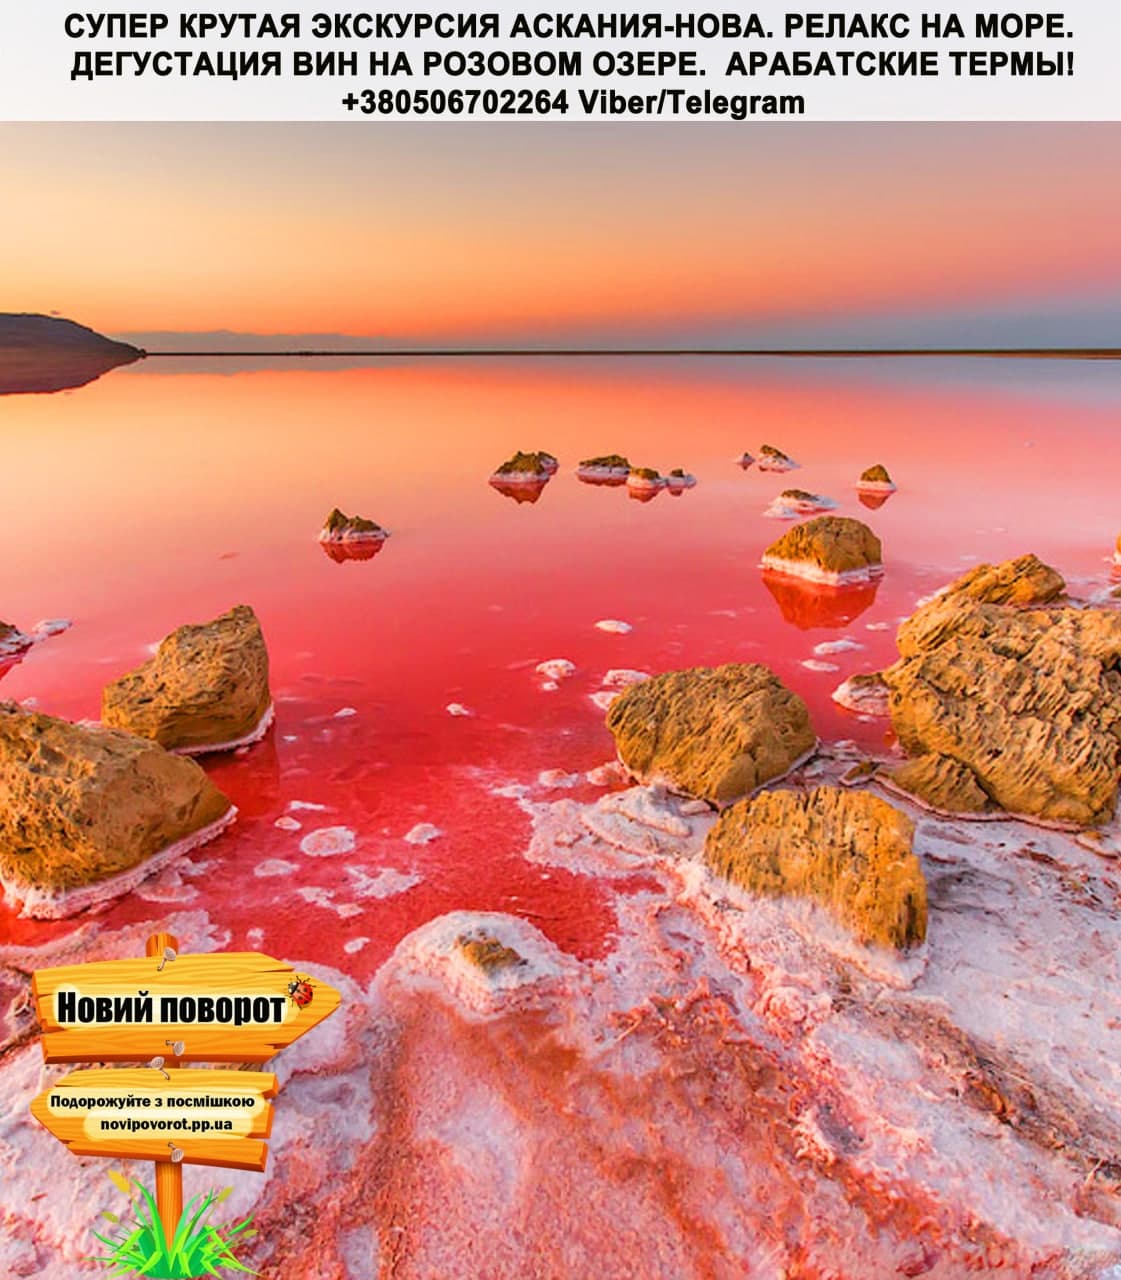 СУПЕР КРУТАЯ ЭКСКУРСИЯ АСКАНИЯ-НОВА. РЕЛАКС НА МОРЕ.
ДЕГУСТАЦИЯ ВИН НА РОЗОВОМ ОЗЕРЕ. АРАБАТСКИЕ ТЕРМЫ!
+380506702264 Viber/Telegram
Новий поворот
Подорожуйте з посмішкою
novipovorot.pp.ua